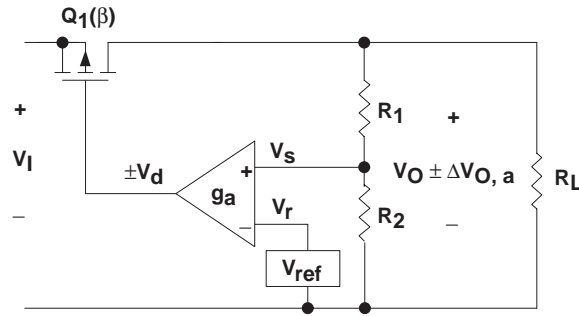 Q1(β)
+
VI
−
±Vd
ga
+
−
Vs
Vr
Vref
R1
R2
+
VO ± ΔVO, a
−
RL